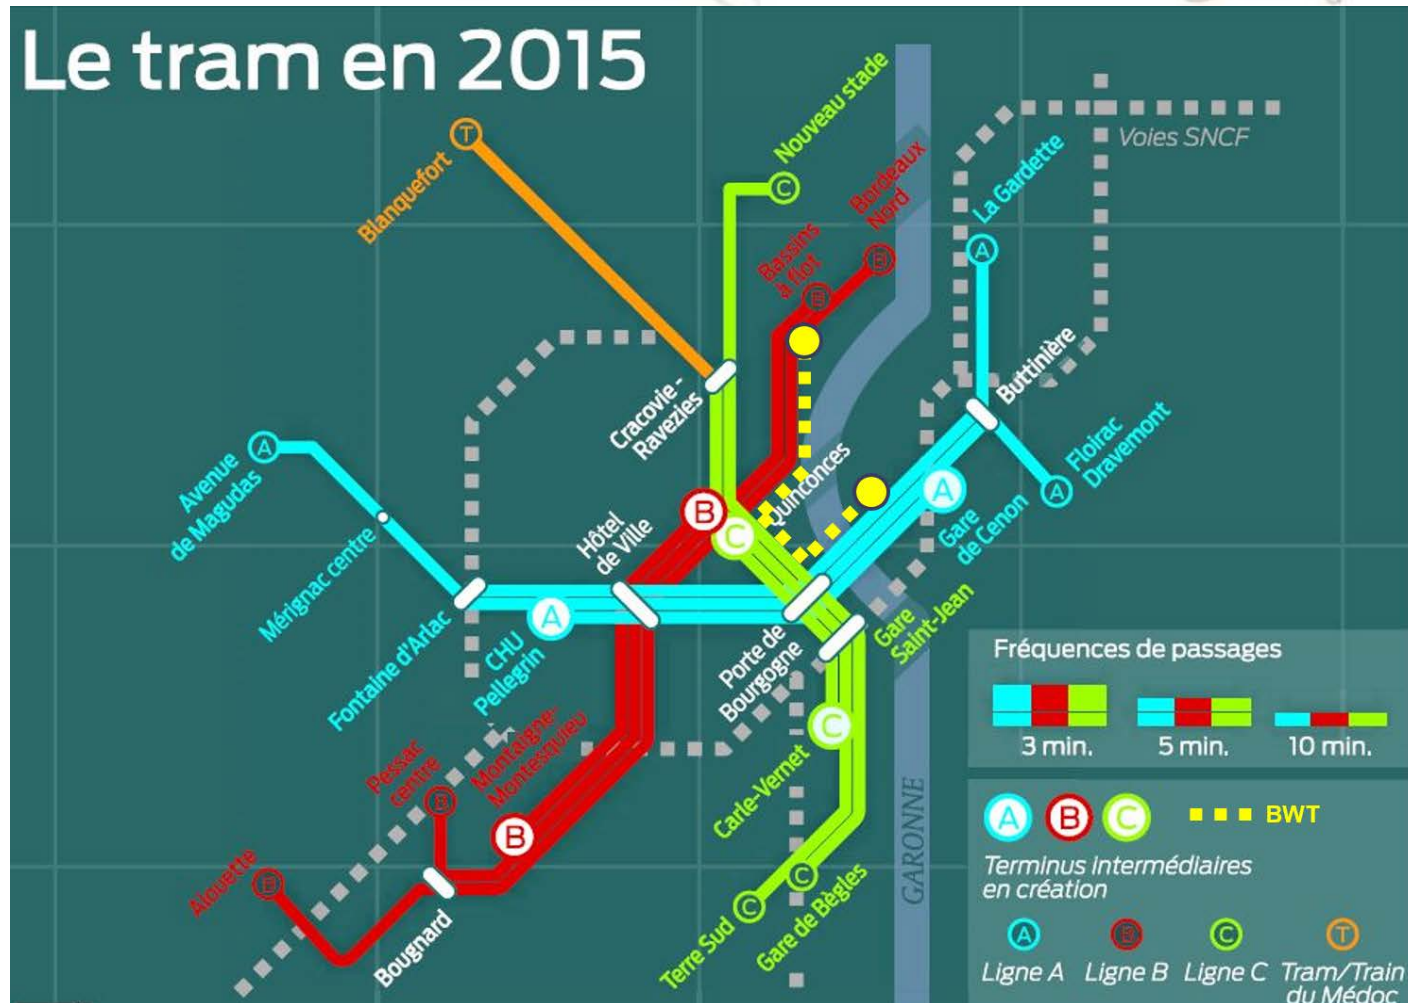 Le tram en 2015
T
Blanquefort
Nouveau stade
C
Bordeaux
Nord
B
Bassins
à flot
B
Voies SNCF
La Gardette
A
Cracovie -
Ravezies
Buttinière
Floirac
Dravemont
A
Avenue
de Magudas
A
Mérignac centre
Fontaine d'Arlac
CHU
Pellegrin
A
Hôtel
de Ville
B
C
Quinconces
A
Gare
de Cenon
Porte de
Bourgogne
Gare
Saint-Jean
Montaigne-
Montesquieu
B
Pessac
centre
B
Alouette
B
Bougnard
C
Carle-Vernet
Terre Sud
C
Gare de Bègles
C
GARONNE
Fréquences de passages
3 min.
5 min.
10 min.
A B C
BWT
Terminus intermédiaires
en création
A B C T
Ligne A Ligne B Ligne C Tram/Train
du Médoc